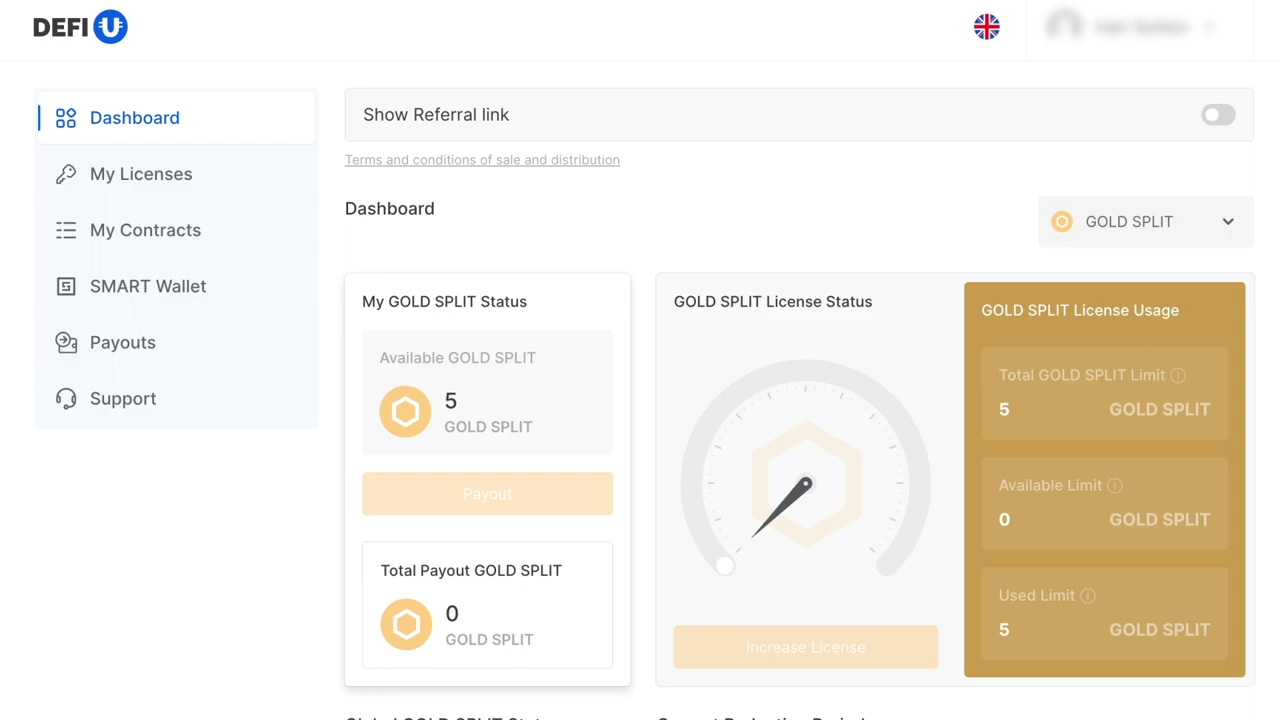 DEFI U
Show Referral link
Terms and conditions of sale and distribution
Dashboard
My Licenses
My Contracts
SMART Wallet
Payouts
Support
Dashboard
GOLD SPLIT
My GOLD SPLIT Status
Available GOLD SPLIT
5
GOLD SPLIT
Payout
Total Payout GOLD SPLIT
0
GOLD SPLIT
GOLD SPLIT License Status
Increase License
GOLD SPLIT License Usage
Total GOLD SPLIT Limit
5 GOLD SPLIT
Available Limit
0 GOLD SPLIT
Used Limit
5 GOLD SPLIT